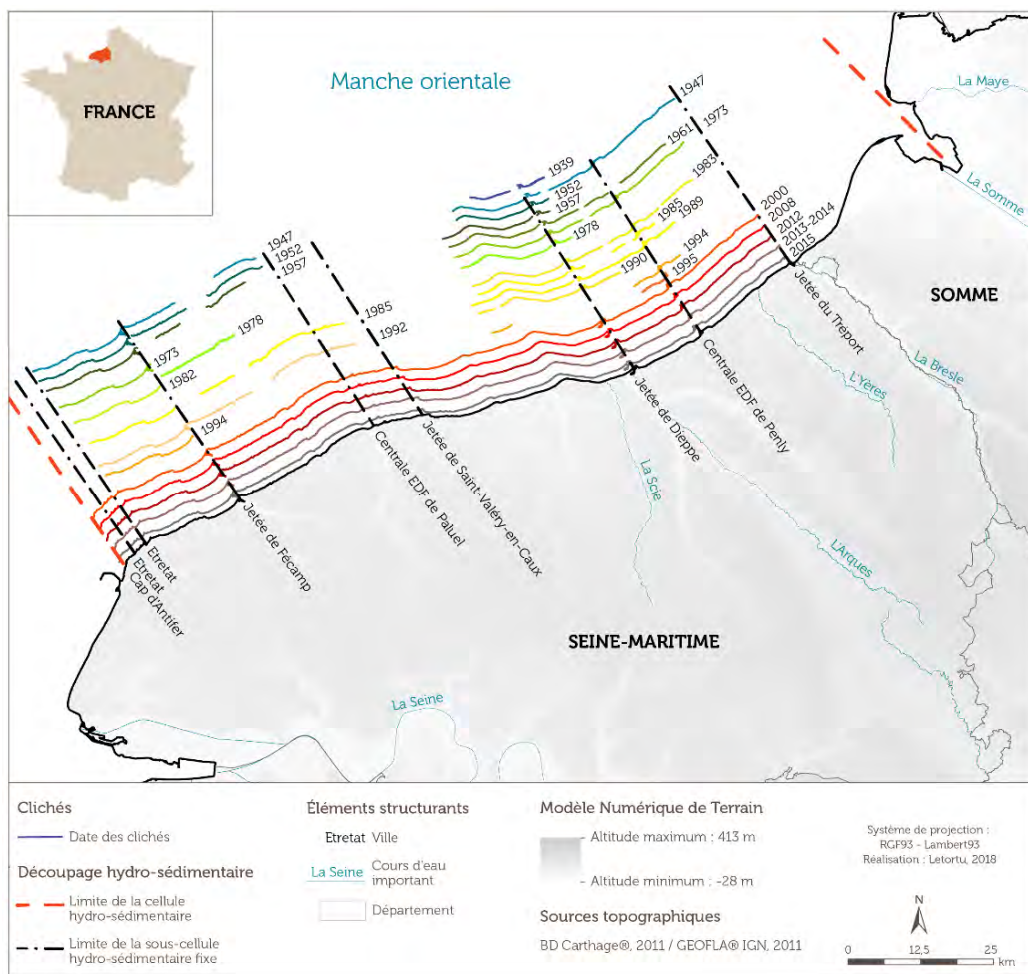 FRANCE
Manche orientale
La Maye
La Somme
SOMME
La Bresle
L'Yères
L'Arques
La Scie
SEINE-MARITIME
La Seine
1947
1952
1957
1973
1978
1982
1994
1985
1992
1939
1952
1957
1978
1990
1985
1989
1994
1995
1947
1961
1973
1983
2000
2008
2012
2013-2014
2015
Cap d'Antifer
Etretat
Etretat
Jetée de Fécamp
Centrale EDF de Paluel
Jetée de Saint-Valéry-en-Caux
Jetée de Dieppe
Centrale EDF de Penly
Jetée du Tréport
Clichés
Date des clichés
Découpage hydro-sédimentaire
Limite de la cellule
hydro-sédimentaire
Limite de la sous-cellule
hydro-sédimentaire fixe
Éléments structurants
Etretat Ville
La Seine Cours d'eau
important
Département
Modèle Numérique de Terrain
Altitude maximum : 413 m
Altitude minimum : -28 m
Sources topographiques
BD Carthage®, 2011 / GEOFLA® IGN, 2011
Système de projection :
RGF93 - Lambert93
Réalisation : Letortu, 2018
N
0 12,5 25
km